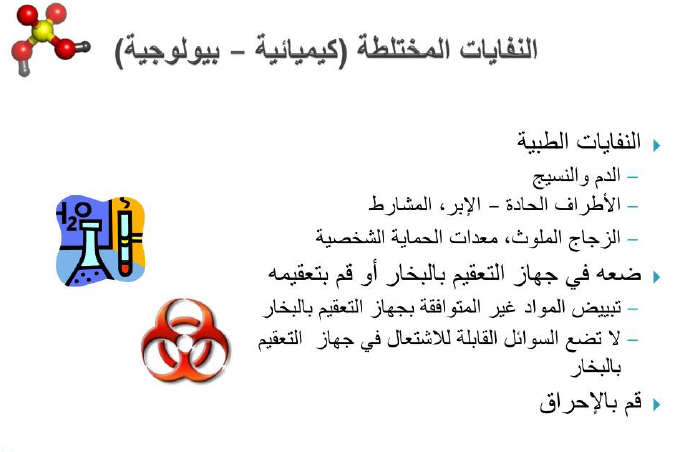 النفايات المختلطة (كيميائية – بيولوجية)
النفايات الطبية
– الدم والنسيج
– الأطراف الحادة – الإبر، المشارط
– الزجاج الملوث، معدات الحماية الشخصية
ضعه في جهاز التعقيم بالبخار أو قم بتعقيمه
– تبييض المواد غير المتوافقة بجهاز التعقيم بالبخار
– لا تضع السوائل القابلة للاشتعال في جهاز التعقيم
بالبخار
قم بالإحراق
H₂O